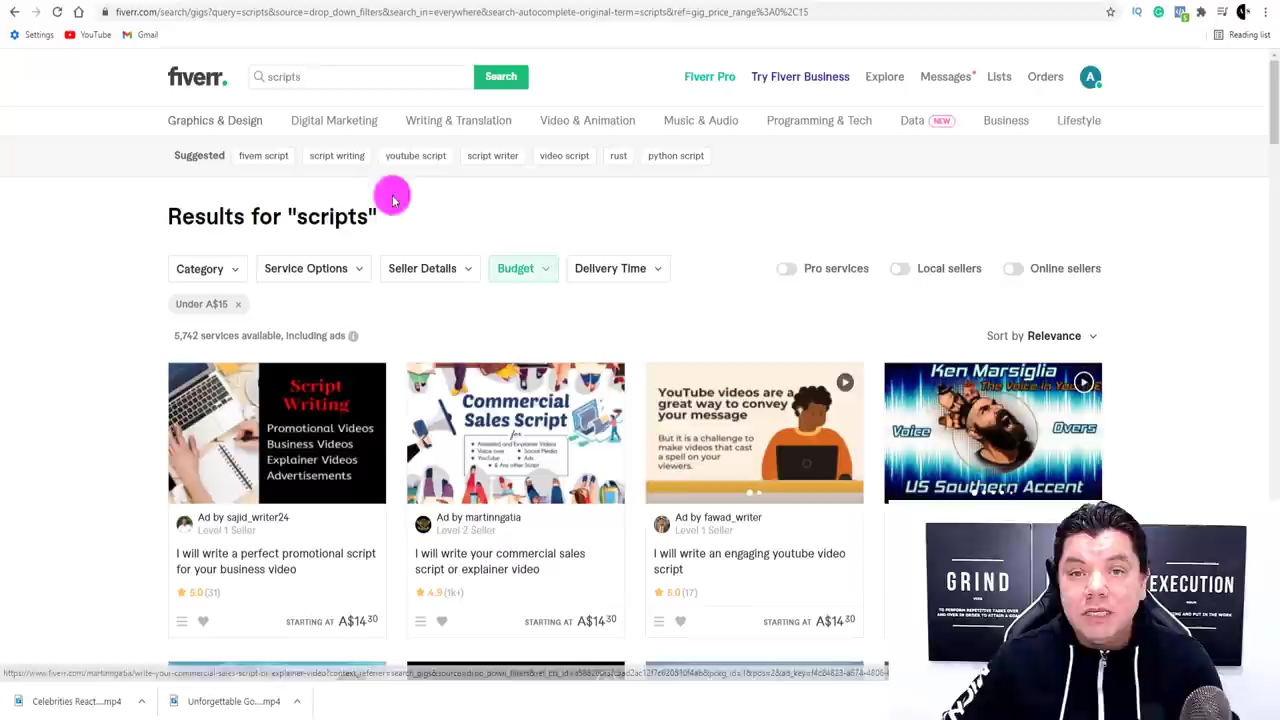 fiverr.com/search/gigs?query=scripts&source=drop_down_filters&search_in=everywhere&search-autocomplete-original-term=scripts&ref=gig_price_range%3A0%2C15
Settings YouTube Gmail Reading list
fiverr. scripts Search Fiverr Pro Try Fiverr Business Explore Messages Lists Orders A
Graphics & Design Digital Marketing Writing & Translation Video & Animation Music & Audio Programming & Tech Data NEW Business Lifestyle
Suggested fivem script script writing youtube script script writer video script rust python script
Results for "scripts"
Category Service Options Seller Details Budget Delivery Time Pro services Local sellers Online sellers
Under A$15 ×
5,742 services available, including ads
Sort by Relevance
Script
Writing
Promotional Videos
Business Videos
Explainer Videos
Advertisements
Commercial
Sales Script
for
YouTube videos are a
great way to convey
your message
But it is a challenge to
make videos that cast
a spell on your
viewers.
Ken Marsiglia
Voice
Overs
US Southern Accent
Ad by sajid_writer24
Level 1 Seller
I will write a perfect promotional script
for your business video
5.0 (31)
STARTING AT A$14.30
Ad by martinngatia
Level 2 Seller
I will write your commercial sales
script or explainer video
4.9 (1k+)
STARTING AT A$14.30
Ad by fawad_writer
Level 1 Seller
I will write an engaging youtube video
script
5.0 (17)
STARTING AT A$14.30
GRIND
EXECUTION
Celebrities React....mp4
Unforgettable Go....mp4